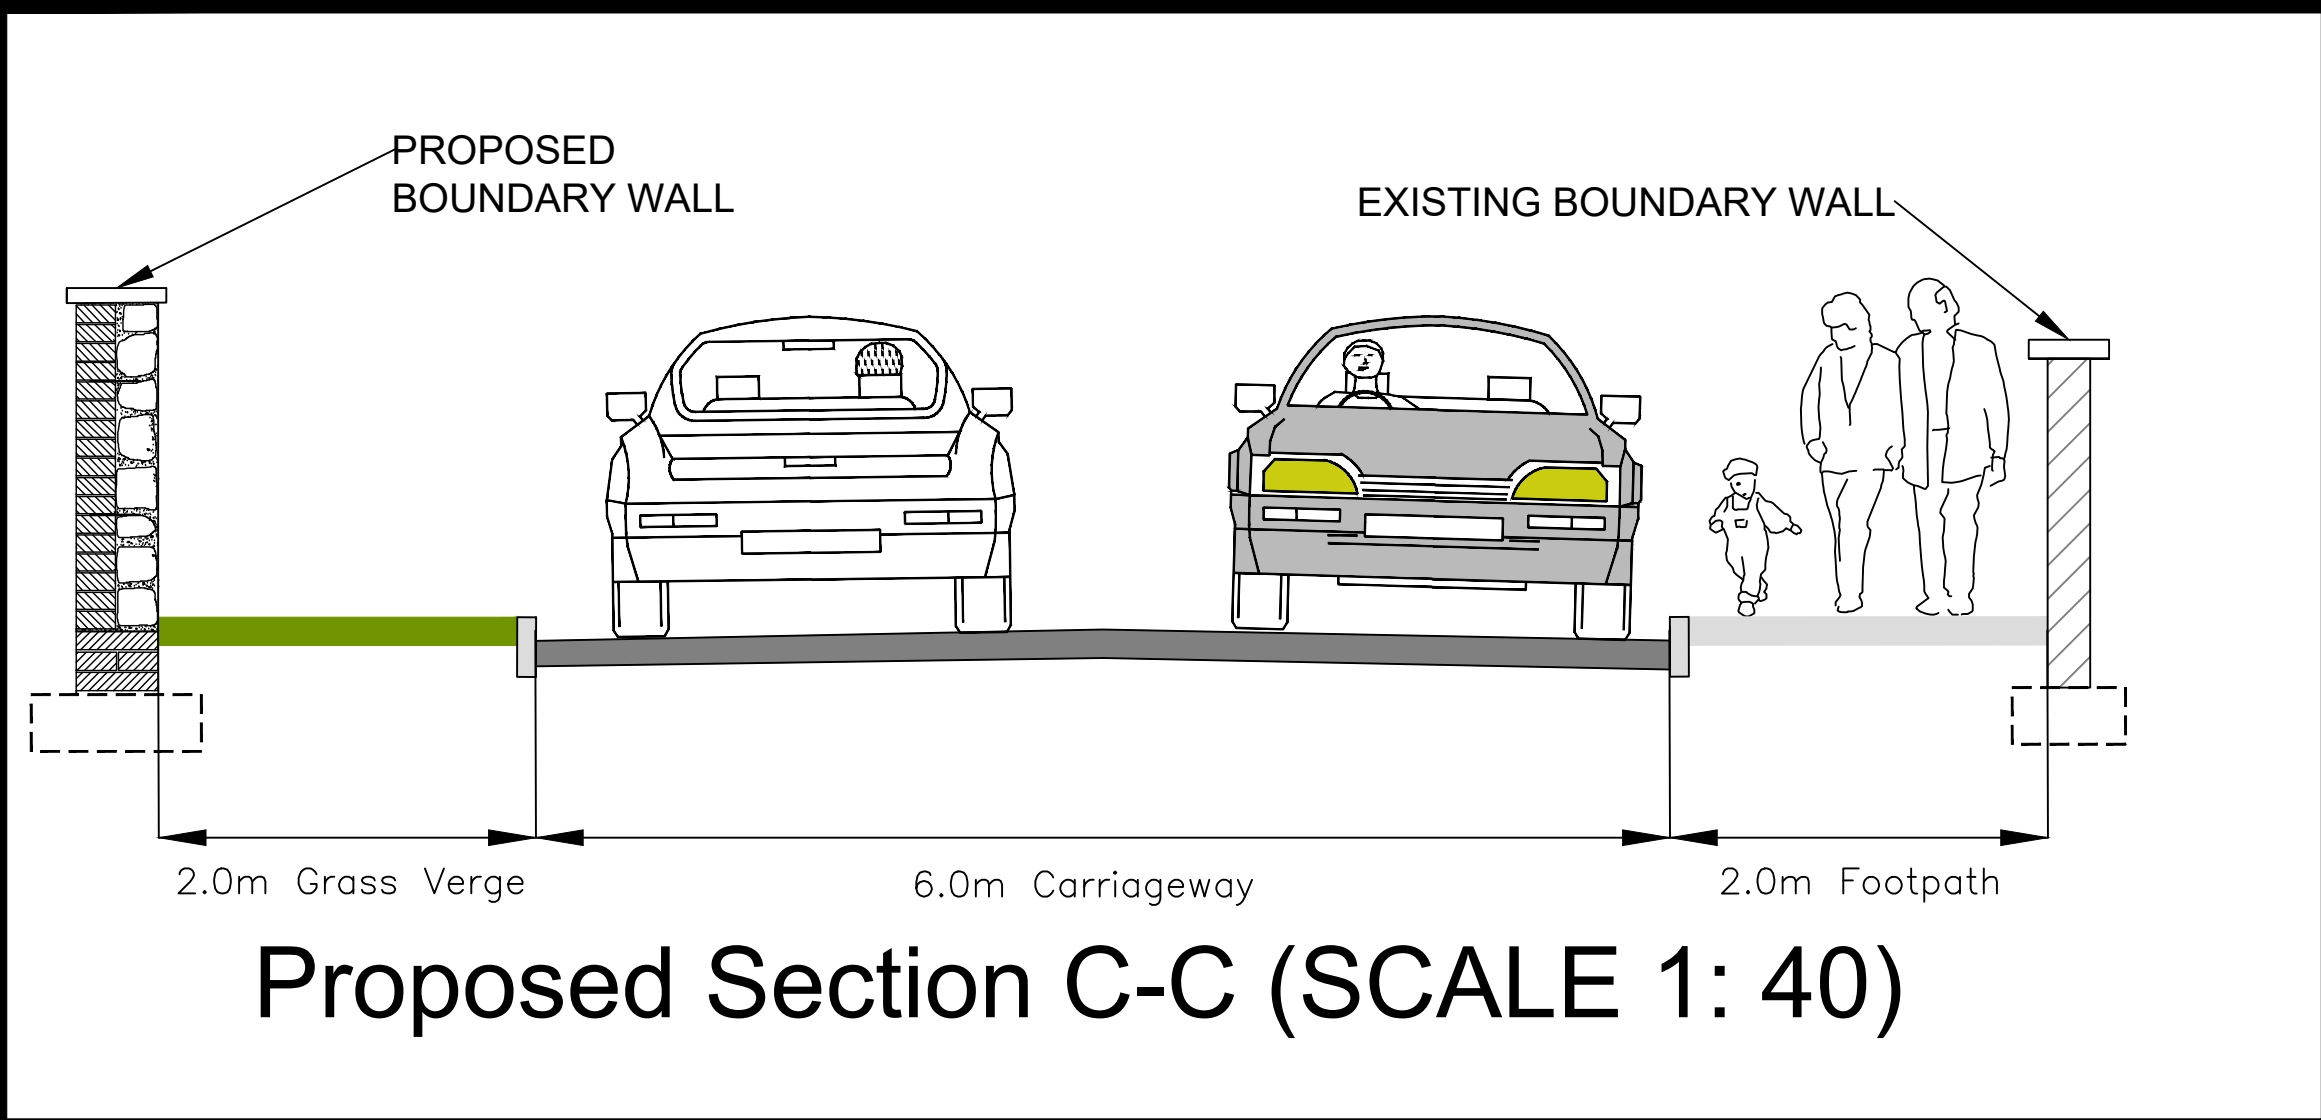 PROPOSED
BOUNDARY WALL
EXISTING BOUNDARY WALL
2.0m Grass Verge
6.0m Carriageway
2.0m Footpath
Proposed Section C-C (SCALE 1: 40)